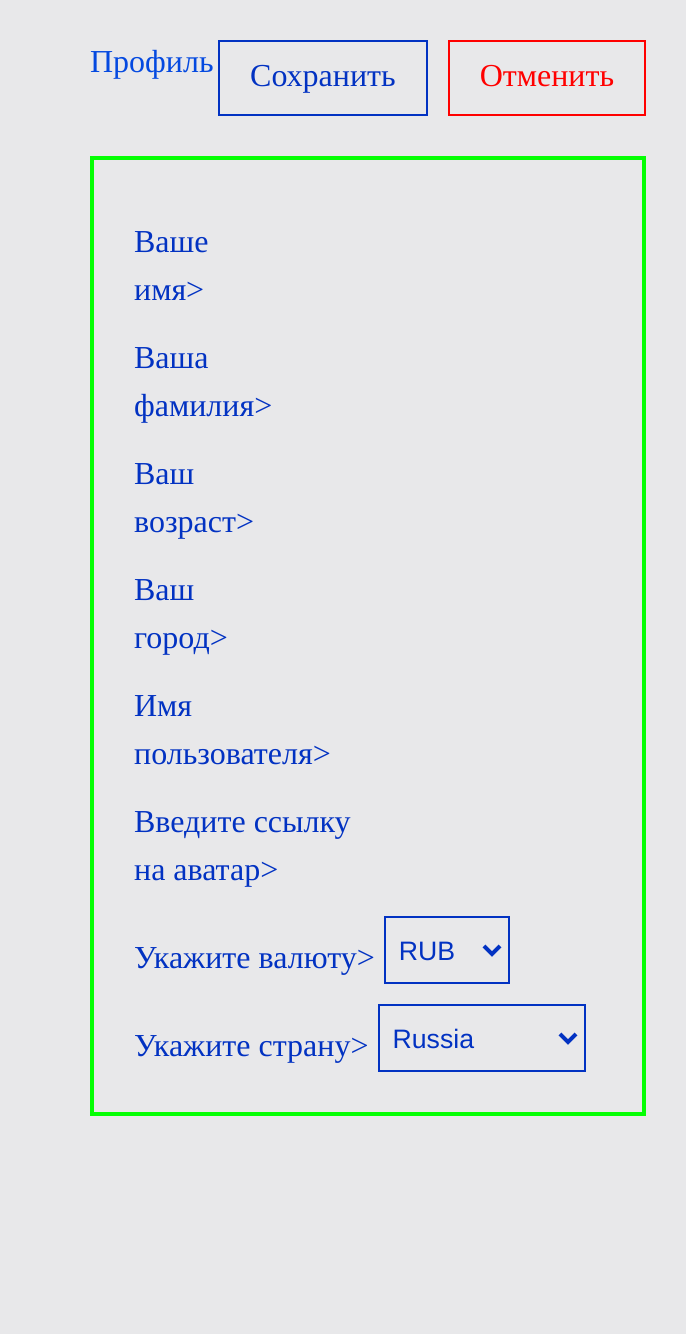 Профиль Сохранить Отменить
Ваше
имя>
Ваша
фамилия>
Ваш
возраст>
Ваш
город>
Имя
пользователя>
Введите ссылку
на аватар>
Укажите валюту> RUB
Укажите страну> Russia